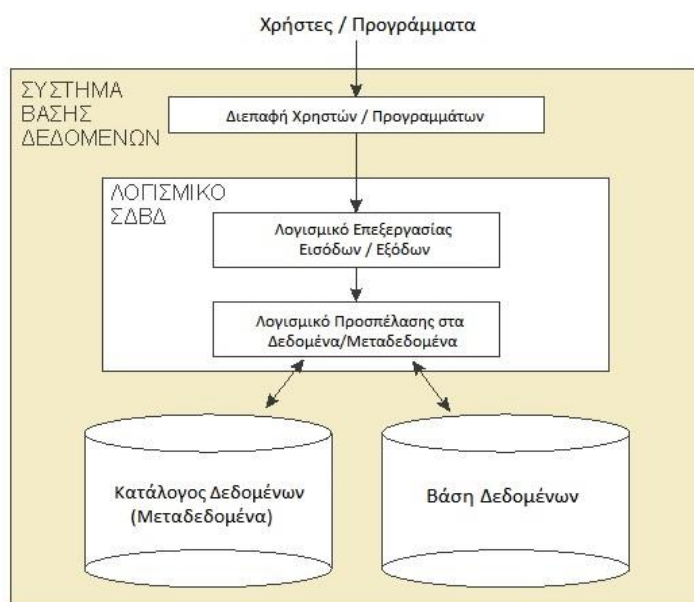 Χρήστες / Προγράμματα
ΣΥΣΤΗΜΑ
ΒΑΣΗΣ
ΔΕΔΟΜΕΝΩΝ
Διεπαφή Χρηστών / Προγραμμάτων
ΛΟΓΙΣΜΙΚΟ
ΣΔΒΔ
Λογισμικό Επεξεργασίας
Εισόδων / Εξόδων
Λογισμικό Προσπέλασης στα
Δεδομένα/Μεταδεδομένα
Κατάλογος Δεδομένων
(Μεταδεδομένα)
Βάση Δεδομένων